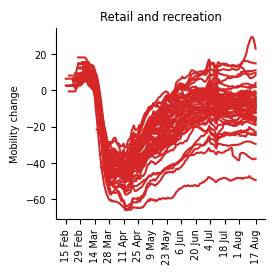 Retail and recreation
Mobility change
20
0
−20
−40
−60
15 Feb
29 Feb
14 Mar
28 Mar
11 Apr
25 Apr
9 May
23 May
6 Jun
20 Jun
4 Jul
18 Jul
1 Aug
17 Aug